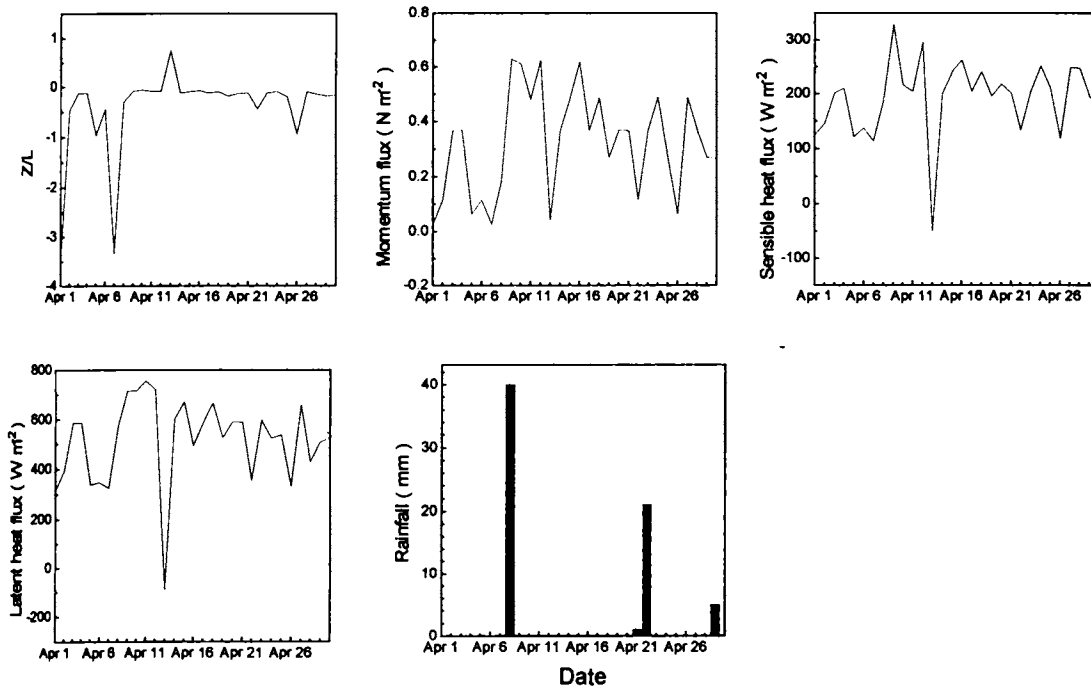 Z/L
1
0
-1
-2
-3
-4
Apr 1 Apr 6 Apr 11 Apr 16 Apr 21 Apr 26
Momentum flux ( N m²)
0.8
0.6
0.4
0.2
0.0
-0.2
Apr 1 Apr 6 Apr 11 Apr 16 Apr 21 Apr 26
Sensible heat flux ( W m²)
300
200
100
0
-100
Apr 1 Apr 6 Apr 11 Apr 16 Apr 21 Apr 26
Latent heat flux ( W m²)
800
600
400
200
0
-200
Apr 1 Apr 6 Apr 11 Apr 16 Apr 21 Apr 26
Rainfall ( mm )
40
30
20
10
0
Apr 1 Apr 6 Apr 11 Apr 16 Apr 21 Apr 26
Date